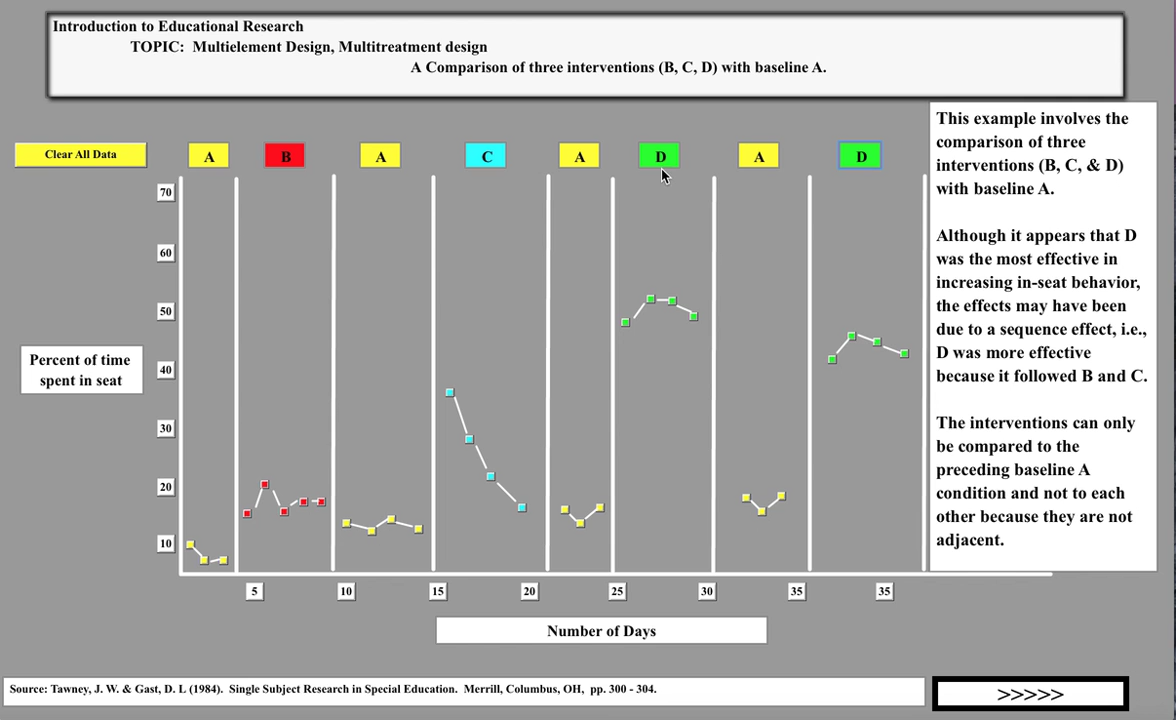 Introduction to Educational Research
TOPIC: Multielement Design, Multitreatment design
A Comparison of three interventions (B, C, D) with baseline A.
Clear All Data
A
B
A
C
A
D
A
D
70
60
50
40
30
20
10
Percent of time
spent in seat
5
10
15
20
25
30
35
35
Number of Days
This example involves the
comparison of three
interventions (B, C, & D)
with baseline A.
Although it appears that D
was the most effective in
increasing in-seat behavior,
the effects may have been
due to a sequence effect, i.e.,
D was more effective
because it followed B and C.
The interventions can only
be compared to the
preceding baseline A
condition and not to each
other because they are not
adjacent.
Source: Tawney, J. W. & Gast, D. L (1984). Single Subject Research in Special Education. Merrill, Columbus, OH, pp. 300 - 304.
>>>>>